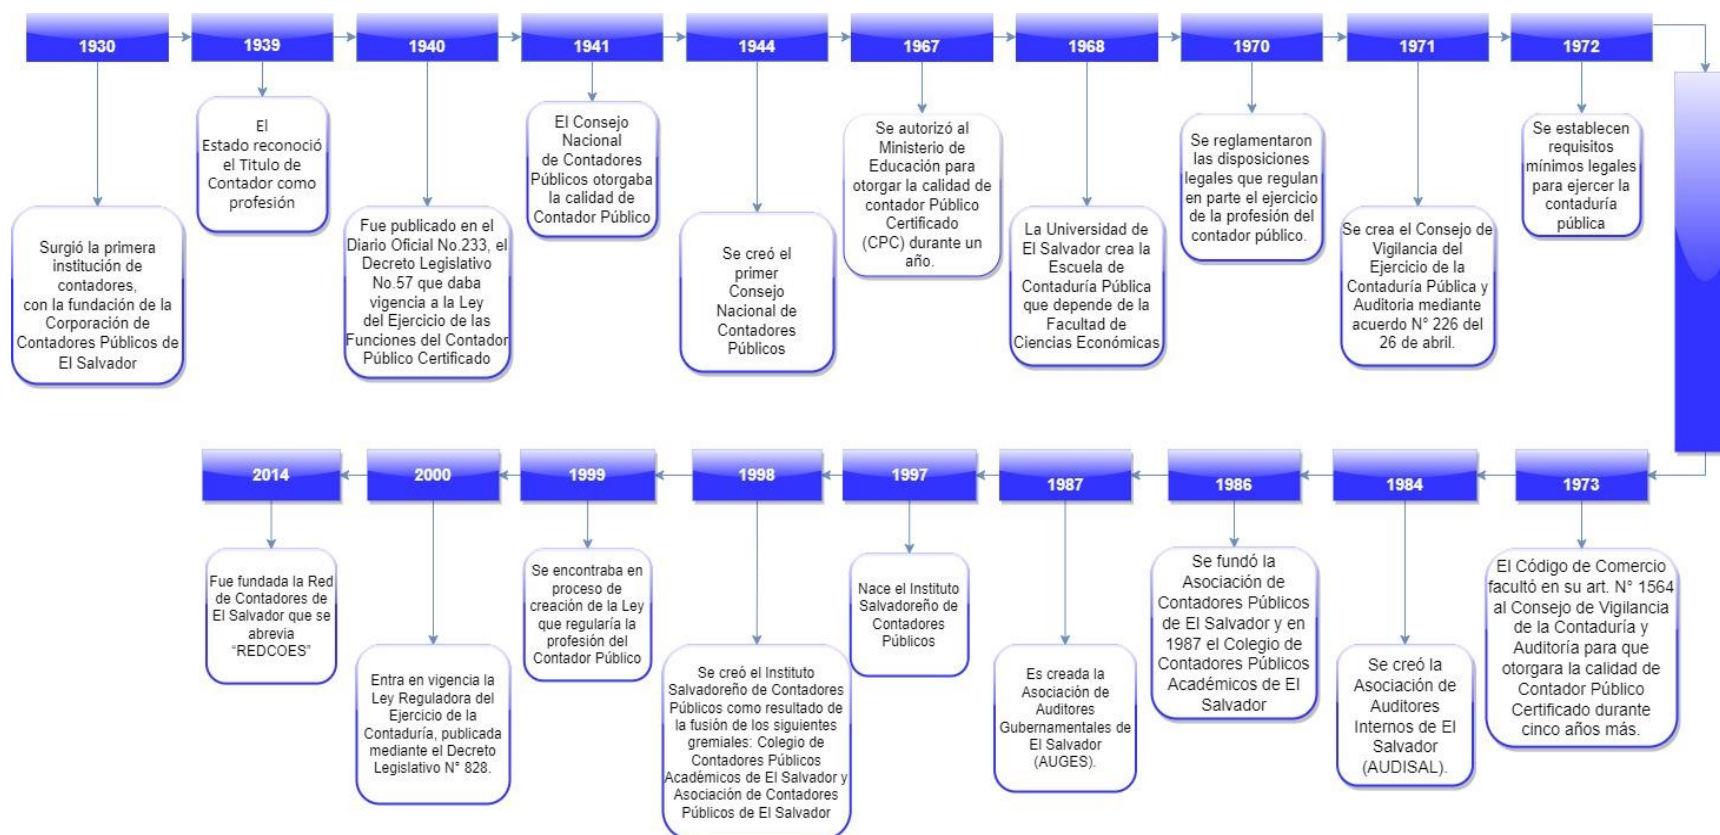 1930
1939
1940
1941
1944
1967
1968
1970
1971
1972
Surgió la primera
institución de
contadores,
con la fundación de la
Corporación de
Contadores Públicos de
El Salvador
El
Estado reconoció
el Titulo de
Contador como
profesión
Fue publicado en el
Diario Oficial No.233, el
Decreto Legislativo
No.57 que daba
vigencia a la Ley
del Ejercicio de las
Funciones del Contador
Público Certificado
El Consejo
Nacional
de Contadores
Públicos otorgaba
la calidad de
Contador Público
Se creó el
primer
Consejo
Nacional de
Contadores
Públicos
Se autorizó al
Ministerio de
Educación para
otorgar la calidad de
contador Público
Certificado
(CPC) durante un
año.
La Universidad de
El Salvador crea la
Escuela de
Contaduría Pública
que depende de la
Facultad de
Ciencias Económicas
Se reglamentaron
las disposiciones
legales que regulan
en parte el ejercicio
de la profesión del
contador público.
Se crea el Consejo de
Vigilancia del
Ejercicio de la
Contaduría Pública y
Auditoria mediante
acuerdo N° 226 del
26 de abril.
Se establecen
requisitos
mínimos legales
para ejercer la
contaduría
pública
2014
2000
1999
1998
1997
1987
1986
1984
1973
Fue fundada la Red
de Contadores de
El Salvador que se
abrevia
“REDCOES”
Entra en vigencia la
Ley Reguladora del
Ejercicio de la
Contaduría, publicada
mediante el Decreto
Legislativo N° 828.
Se encontraba en
proceso de
creación de la Ley
que regularía la
profesión del
Contador Público
Se creó el Instituto
Salvadoreño de Contadores
Públicos como resultado de
la fusión de los siguientes
gremiales: Colegio de
Contadores Públicos
Académicos de El Salvador y
Asociación de Contadores
Públicos de El Salvador
Nace el Instituto
Salvadoreño de
Contadores
Públicos
Es creada la
Asociación de
Auditores
Gubernamentales de
El Salvador
(AUGES).
Se fundó la
Asociación de
Contadores Públicos
de El Salvador y en
1987 el Colegio de
Contadores Públicos
Académicos de El
Salvador
Se creó la
Asociación de
Auditores
Internos de El
Salvador
(AUDISAL).
El Código de Comercio
facultó en su art. N° 1564
al Consejo de Vigilancia
de la Contaduría y
Auditoría para que
otorgara la calidad de
Contador Público
Certificado durante
cinco años más.